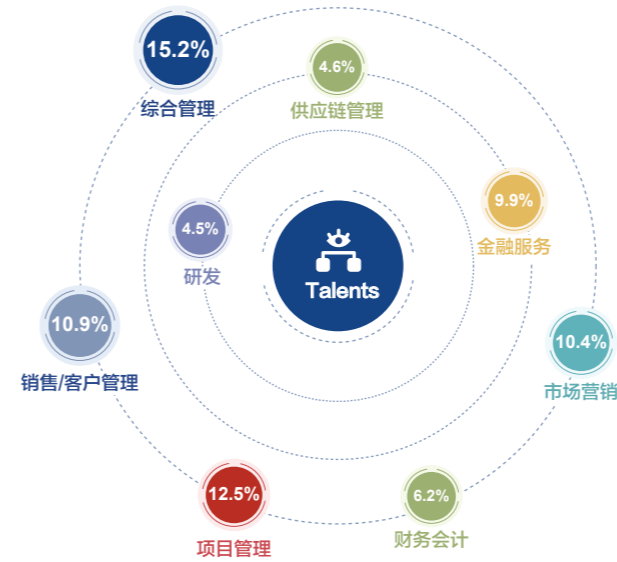 15.2%
综合管理
4.6%
供应链管理
9.9%
金融服务
4.5%
研发
Talents
10.9%
销售/客户管理
10.4%
市场营销
12.5%
项目管理
6.2%
财务会计